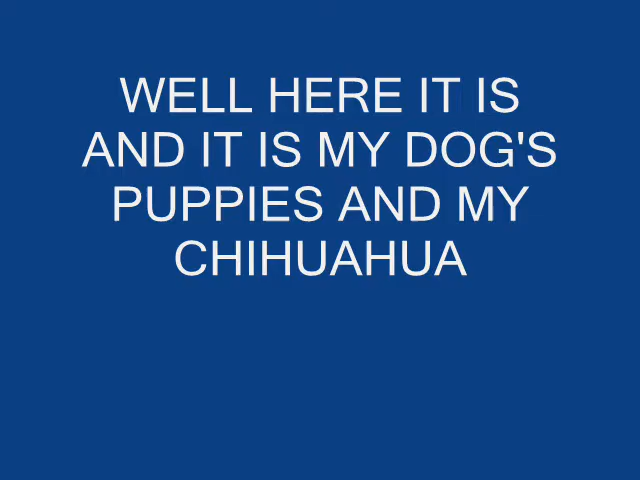 WELL HERE IT IS
AND IT IS MY DOG'S
PUPPIES AND MY
CHIHUAHUA